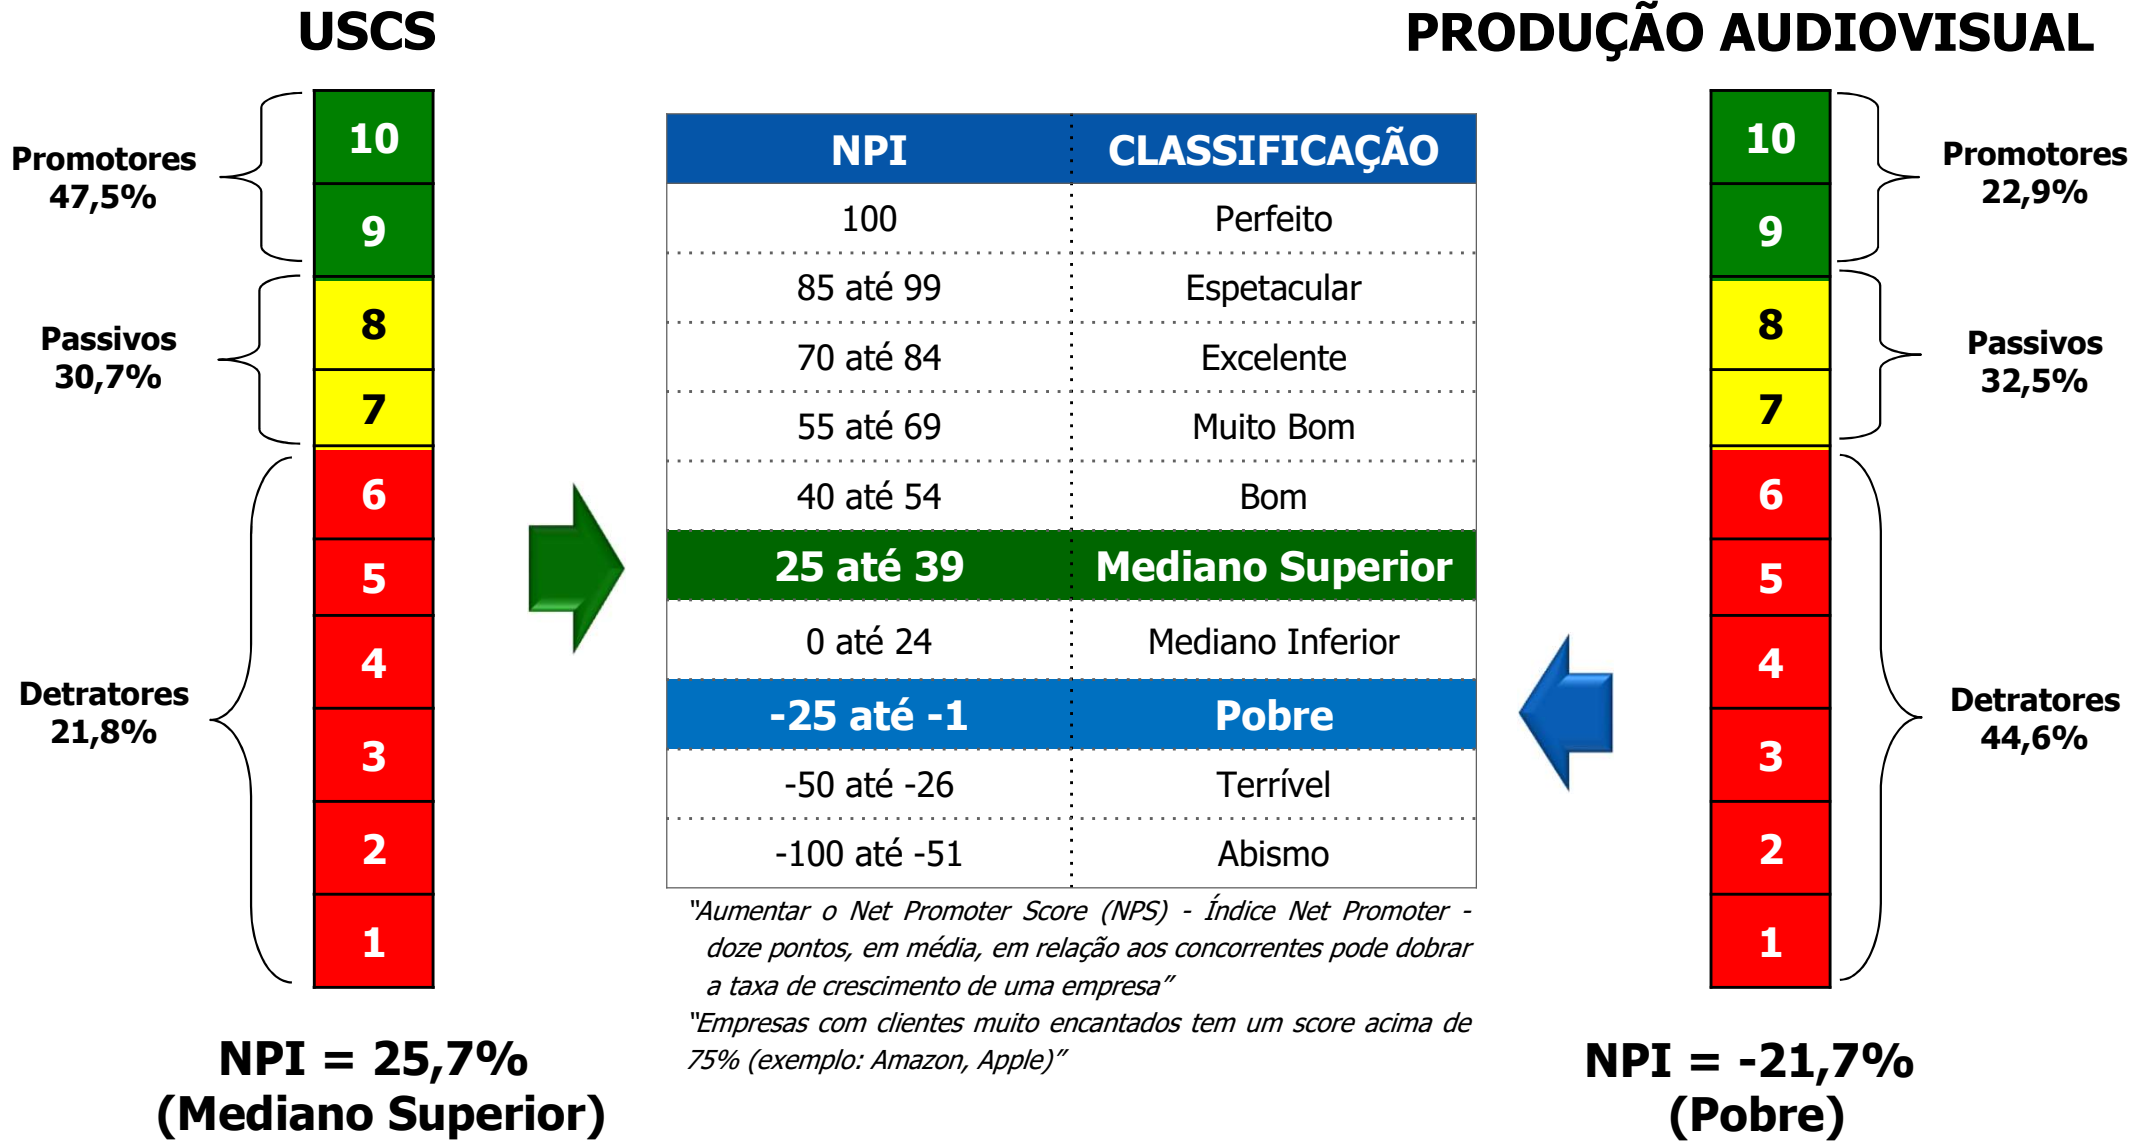 USCS
PRODUÇÃO AUDIOVISUAL
Promotores
47,5%
Passivos
30,7%
Detratores
21,8%
10
9
8
7
6
5
4
3
2
1
NPI = 25,7%
(Mediano Superior)
NPI CLASSIFICAÇÃO
100 Perfeito
85 até 99 Espetacular
70 até 84 Excelente
55 até 69 Muito Bom
40 até 54 Bom
25 até 39 Mediano Superior
0 até 24 Mediano Inferior
-25 até -1 Pobre
-50 até -26 Terrível
-100 até -51 Abismo
“Aumentar o Net Promoter Score (NPS) - Índice Net Promoter -
doze pontos, em média, em relação aos concorrentes pode dobrar
a taxa de crescimento de uma empresa”
“Empresas com clientes muito encantados tem um score acima de
75% (exemplo: Amazon, Apple)”
10
9
8
7
6
5
4
3
2
1
Promotores
22,9%
Passivos
32,5%
Detratores
44,6%
NPI = -21,7%
(Pobre)